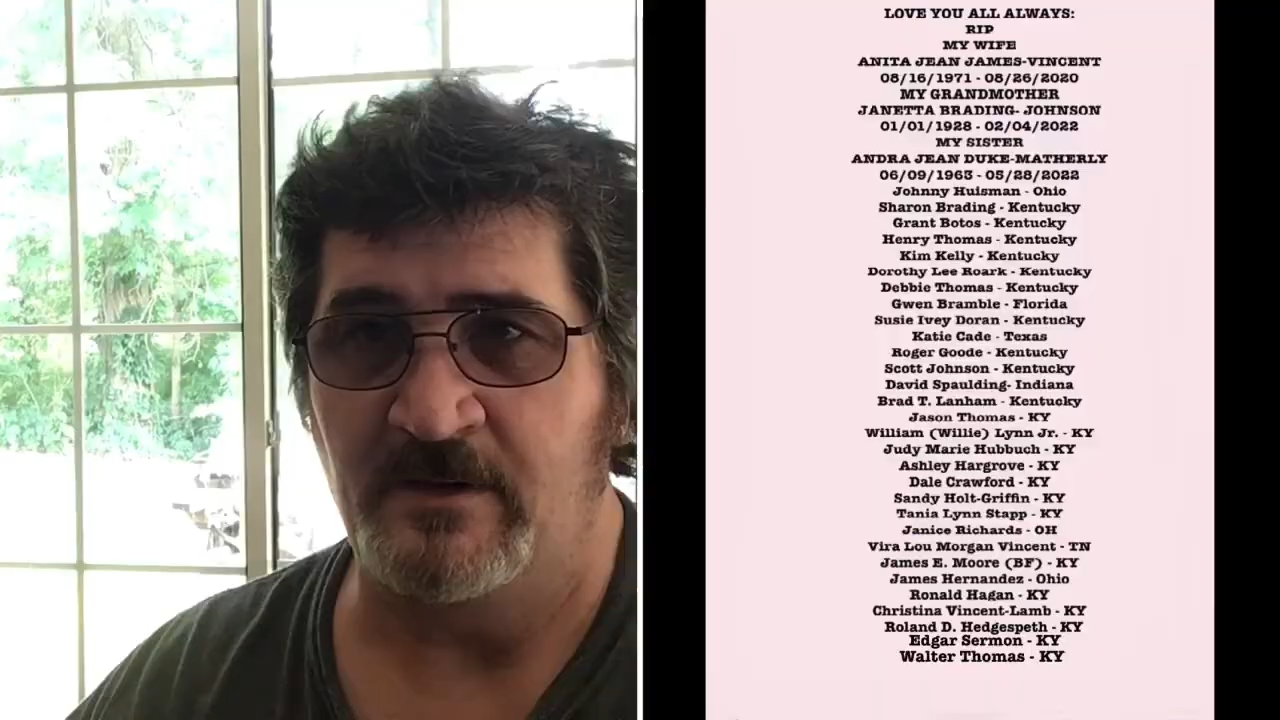 LOVE YOU ALL ALWAYS:
RIP
MY WIFE
ANITA JEAN JAMES-VINCENT
08/16/1971 - 08/26/2020
MY GRANDMOTHER
JANETTA BRADING- JOHNSON
01/01/1928 - 02/04/2022
MY SISTER
ANDRA JEAN DUKE-MATHERLY
06/09/1963 - 05/28/2022
Johnny Huisman - Ohio
Sharon Brading - Kentucky
Grant Botos - Kentucky
Henry Thomas - Kentucky
Kim Kelly - Kentucky
Dorothy Lee Roark - Kentucky
Debbie Thomas - Kentucky
Gwen Bramble - Florida
Susie Ivey Doran - Kentucky
Katie Cade - Texas
Roger Goode - Kentucky
Scott Johnson - Kentucky
David Spaulding- Indiana
Brad T. Lanham - Kentucky
Jason Thomas - KY
William (Willie) Lynn Jr. - KY
Judy Marie Hubbuch - KY
Ashley Hargrove - KY
Dale Crawford - KY
Sandy Holt-Griffin - KY
Tania Lynn Stapp - KY
Janice Richards - OH
Vira Lou Morgan Vincent - TN
James E. Moore (BF) - KY
James Hernandez - Ohio
Ronald Hagan - KY
Christina Vincent-Lamb - KY
Roland D. Hedgespeth - KY
Edgar Sermon - KY
Walter Thomas - KY